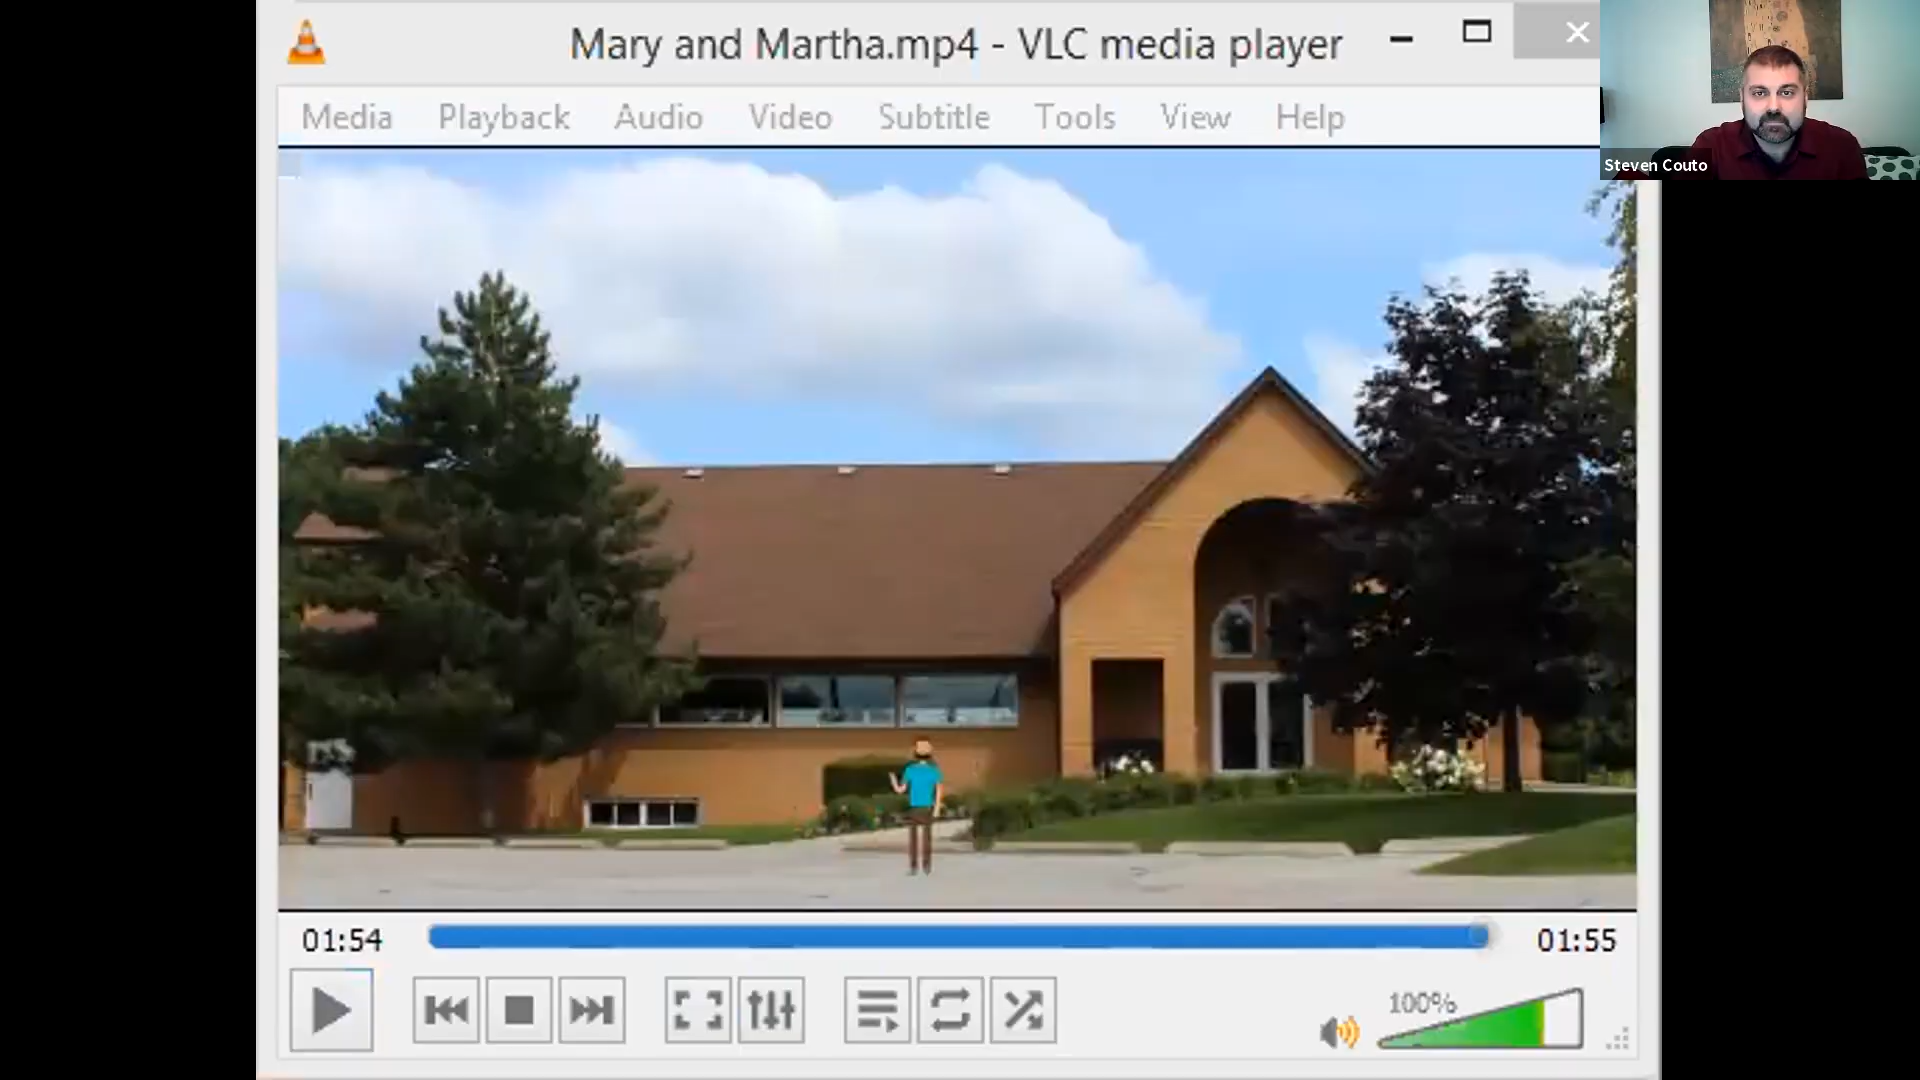 Mary and Martha.mp4 - VLC media player
Media Playback Audio Video Subtitle Tools View Help
Steven Couto
01:54
01:55
100%